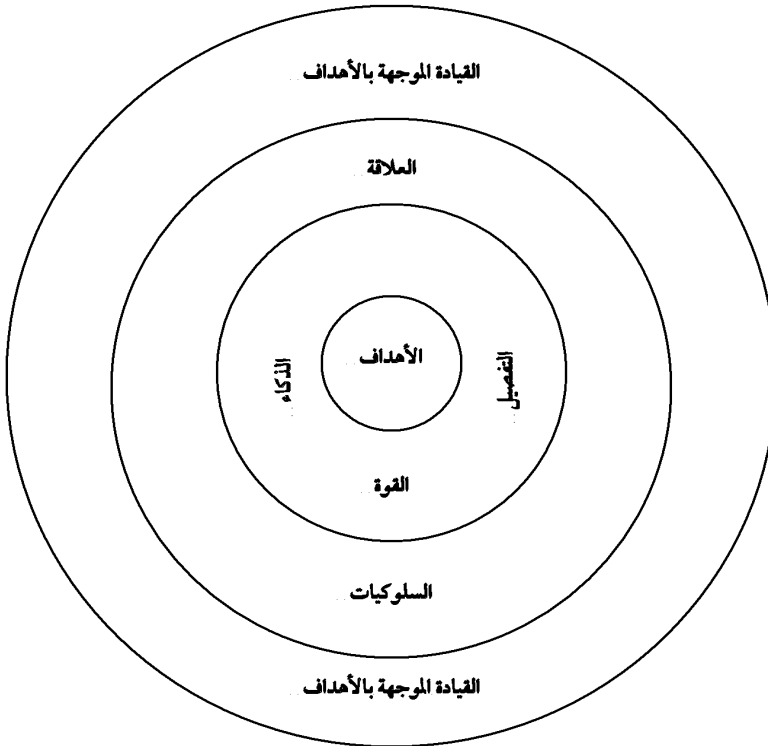 القيادة الموجهة بالأهداف
العلاقة
الأهداف
الذكاء
التفصيل
القوة
السلوكيات
القيادة الموجهة بالأهداف